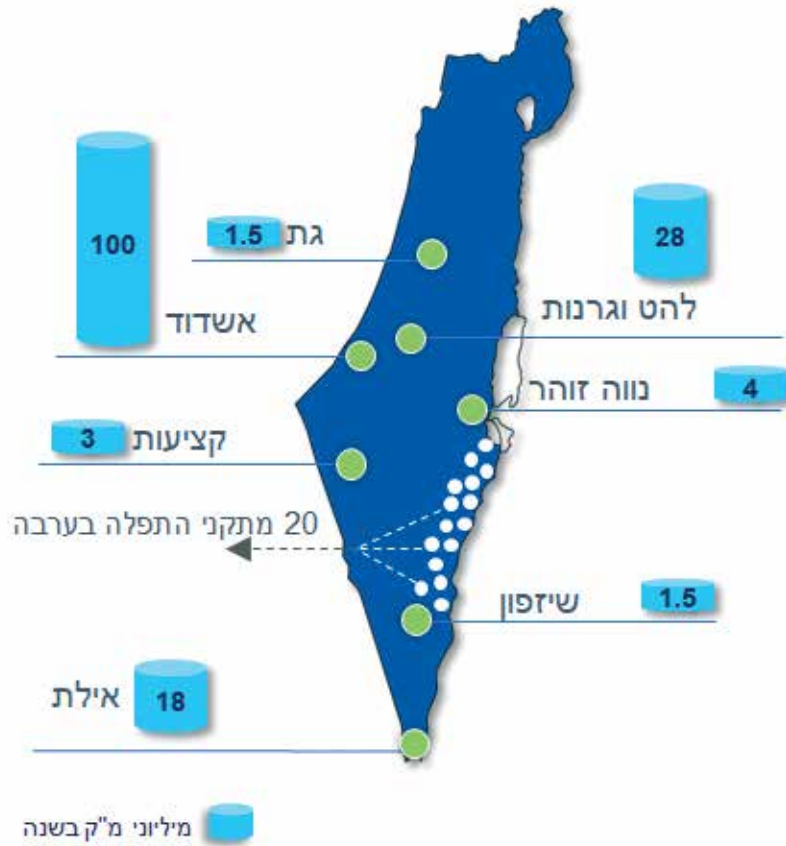 גת 1.5
28
100
להט וגרנות
אשדוד
נווה זוהר 4
קציעות 3
20 מתקני התפלה בערבה
שיזפון 1.5
אילת 18
מיליוני מ"ק בשנה